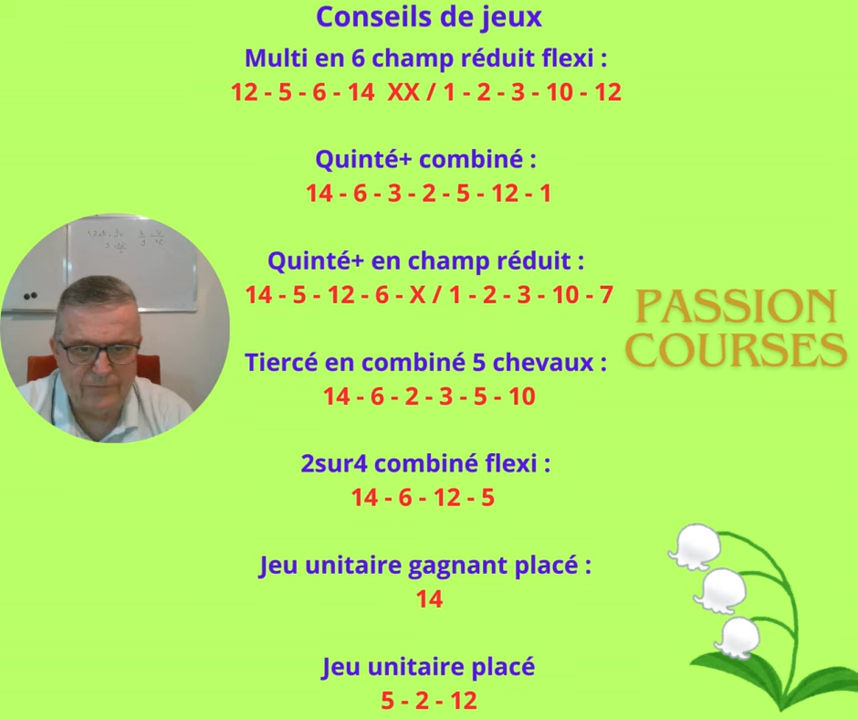 Conseils de jeux
Multi en 6 champ réduit flexi :
12 - 5 - 6 - 14 XX / 1 - 2 - 3 - 10 - 12
Quinté+ combiné :
14 - 6 - 3 - 2 - 5 - 12 - 1
Quinté+ en champ réduit :
14 - 5 - 12 - 6 - X / 1 - 2 - 3 - 10 - 7
PASSION
COURSES
Tiercé en combiné 5 chevaux :
14 - 6 - 2 - 3 - 5 - 10
2sur4 combiné flexi :
14 - 6 - 12 - 5
Jeu unitaire gagnant placé :
14
Jeu unitaire placé
5 - 2 - 12